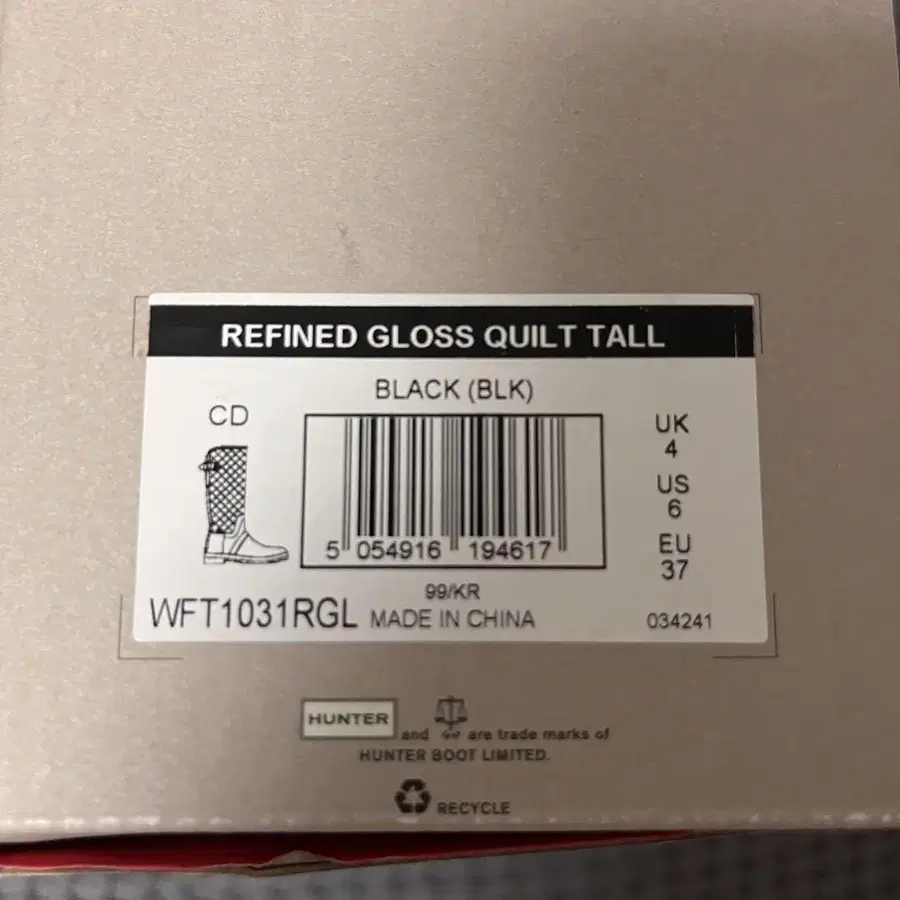 REFINED GLOSS QUILT TALL
BLACK (BLK)
CD
UK
4
US
6
EU
37
5 054916 194617
99/KR
WFT1031RGL MADE IN CHINA
034241
HUNTER and are trade marks of
HUNTER BOOT LIMITED.
RECYCLE